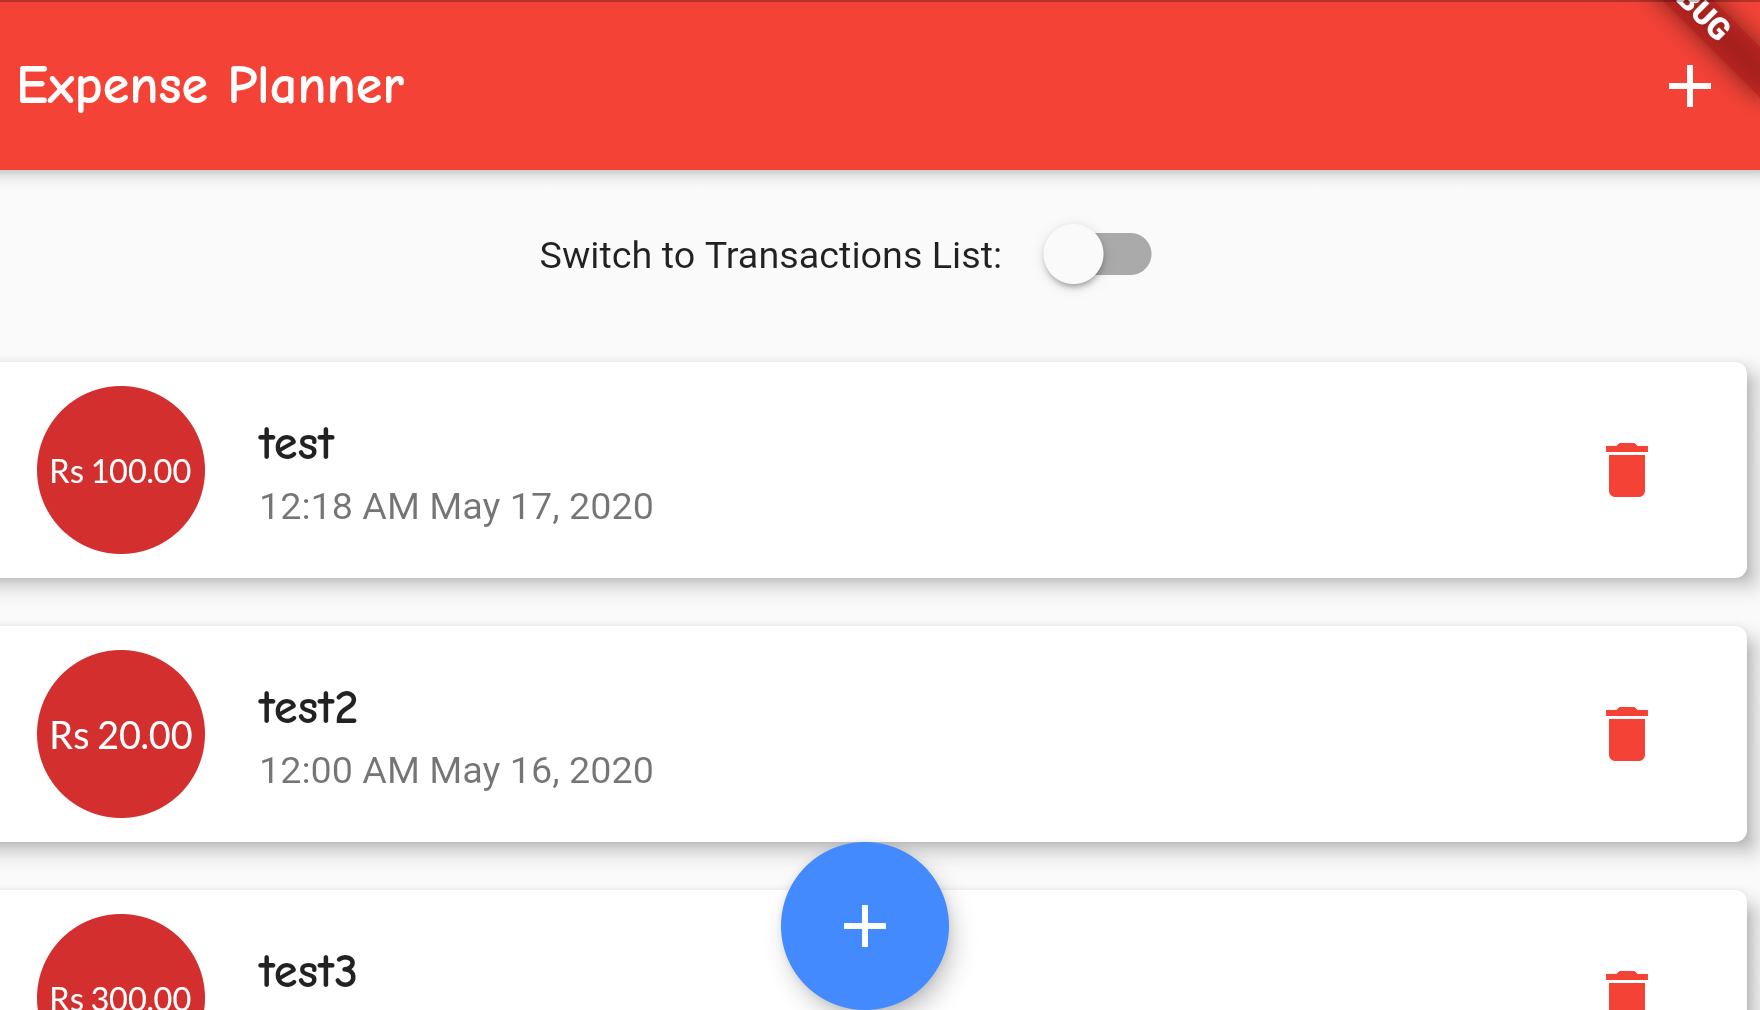 Expense Planner
BUG
Switch to Transactions List:
Rs 100.00
test
12:18 AM May 17, 2020
Rs 20.00
test2
12:00 AM May 16, 2020
Rs 300.00
test3